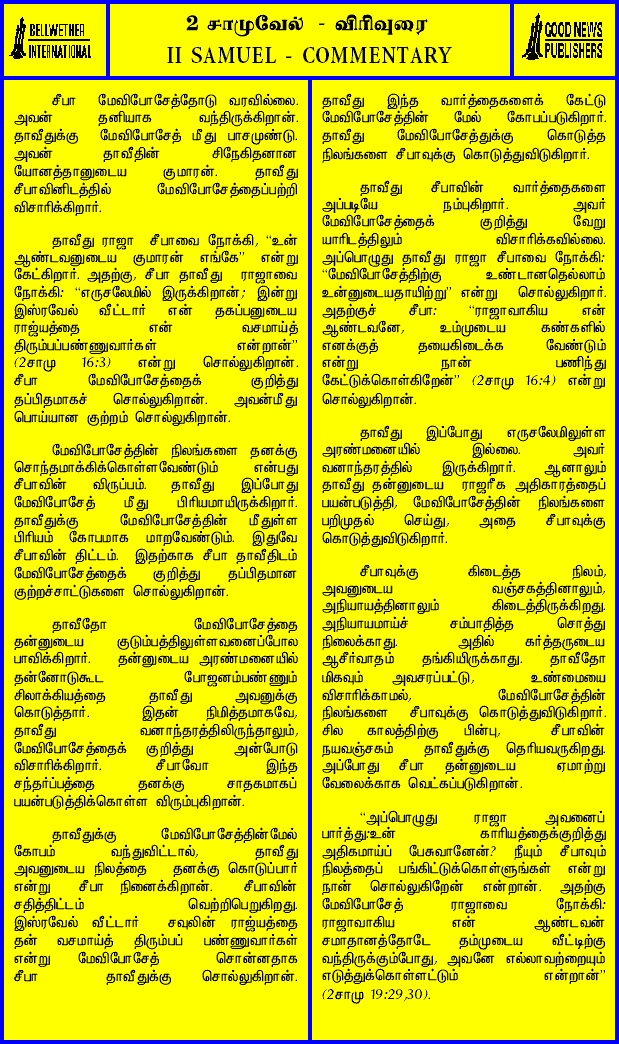 BELLWETHER
INTERNATIONAL
2 சாமுவேல் - விரிவுரை
II SAMUEL - COMMENTARY
GOOD NEWS
PUBLISHERS
சீபா மேவிபோசேத்தோடு வரவில்லை.
அவன் தனியாக வந்திருக்கிறான்.
தாவீதுக்கு மேவிபோசேத் மீது பாசமுண்டு.
அவன் தாவீதின் சிநேகிதனான
யோனத்தானுடைய குமாரன். தாவீது
சீபாவினிடத்தில் மேவிபோசேத்தைப்பற்றி
விசாரிக்கிறார்.
தாவீது ராஜா சீபாவை நோக்கி, “உன்
ஆண்டவனுடைய குமாரன் எங்கே” என்று
கேட்கிறார். அதற்கு, சீபா தாவீது ராஜாவை
நோக்கி: “எருசலேமில் இருக்கிறான்; இன்று
இஸ்ரவேல் வீட்டார் என் தகப்பனுடைய
ராஜ்யத்தை என் வசமாய்த்
திரும்பப்பண்ணுவார்கள் என்றான்”
(2சாமு 16:3) என்று சொல்லுகிறான்.
சீபா மேவிபோசேத்தைக் குறித்து
தப்பிதமாகச் சொல்லுகிறான். அவன்மீது
பொய்யான குற்றம் சொல்லுகிறான்.
மேவிபோசேத்தின் நிலங்களை தனக்கு
சொந்தமாக்கிக்கொள்ளவேண்டும் என்பது
சீபாவின் விருப்பம். தாவீது இப்போது
மேவிபோசேத் மீது பிரியமாயிருக்கிறார்.
தாவீதுக்கு மேவிபோசேத்தின் மீதுள்ள
பிரியம் கோபமாக மாறவேண்டும். இதுவே
சீபாவின் திட்டம். இதற்காக சீபா தாவீதிடம்
மேவிபோசேத்தைக் குறித்து தப்பிதமான
குற்றச்சாட்டுகளை சொல்லுகிறான்.
தாவீதோ மேவிபோசேத்தை
தன்னுடைய குடும்பத்திலுள்ளவனைப்போல
பாவிக்கிறார். தன்னுடைய அரண்மனையில்
தன்னோடுகூட போஜனம்பண்ணும்
சிலாக்கியத்தை தாவீது அவனுக்கு
கொடுத்தார். இதன் நிமித்தமாகவே,
தாவீது வனாந்தரத்திலிருந்தாலும்,
மேவிபோசேத்தைக் குறித்து அன்போடு
விசாரிக்கிறார். சீபாவோ இந்த
சந்தர்ப்பத்தை தனக்கு சாதகமாகப்
பயன்படுத்திக்கொள்ள விரும்புகிறான்.
தாவீதுக்கு மேவிபோசேத்தின்மேல்
கோபம் வந்துவிட்டால், தாவீது
அவனுடைய நிலத்தை தனக்கு கொடுப்பார்
என்று சீபா நினைக்கிறான். சீபாவின்
சதித்திட்டம் வெற்றிபெறுகிறது.
இஸ்ரவேல் வீட்டார் சவுலின் ராஜ்யத்தை
தன் வசமாய்த் திரும்பப் பண்ணுவார்கள்
என்று மேவிபோசேத் சொன்னதாக
சீபா தாவீதுக்கு சொல்லுகிறான்.
தாவீது இந்த வார்த்தைகளைக் கேட்டு
மேவிபோசேத்தின் மேல் கோபப்படுகிறார்.
தாவீது மேவிபோசேத்துக்கு கொடுத்த
நிலங்களை சீபாவுக்கு கொடுத்துவிடுகிறார்.
தாவீது சீபாவின் வார்த்தைகளை
அப்படியே நம்புகிறார். அவர்
மேவிபோசேத்தைக் குறித்து வேறு
யாரிடத்திலும் விசாரிக்கவில்லை.
அப்பொழுது தாவீது ராஜா சீபாவை நோக்கி:
“மேவிபோசேத்திற்கு உண்டானதெல்லாம்
உன்னுடையதாயிற்று” என்று சொல்லுகிறார்.
அதற்குச் சீபா: “ராஜாவாகிய என்
ஆண்டவனே, உம்முடைய கண்களில்
எனக்குத் தயைகிடைக்க வேண்டும்
என்று நான் பணிந்து
கேட்டுக்கொள்கிறேன்” (2சாமு 16:4) என்று
சொல்லுகிறான்.
தாவீது இப்போது எருசலேமிலுள்ள
அரண்மனையில் இல்லை. அவர்
வனாந்தரத்தில் இருக்கிறார். ஆனாலும்
தாவீது தன்னுடைய ராஜரீக அதிகாரத்தைப்
பயன்படுத்தி, மேவிபோசேத்தின் நிலங்களை
பறிமுதல் செய்து, அதை சீபாவுக்கு
கொடுத்துவிடுகிறார்.
சீபாவுக்கு கிடைத்த நிலம்,
அவனுடைய வஞ்சகத்தினாலும்,
அநியாயத்தினாலும் கிடைத்திருக்கிறது.
அநியாயமாய்ச் சம்பாதித்த சொத்து
நிலைக்காது. அதில் கர்த்தருடைய
ஆசீர்வாதம் தங்கியிருக்காது. தாவீதோ
மிகவும் அவசரப்பட்டு, உண்மையை
விசாரிக்காமல், மேவிபோசேத்தின்
நிலங்களை சீபாவுக்கு கொடுத்துவிடுகிறார்.
சில காலத்திற்கு பின்பு, சீபாவின்
நயவஞ்சகம் தாவீதுக்கு தெரியவருகிறது.
அப்போது சீபா தன்னுடைய ஏமாற்று
வேலைக்காக வெட்கப்படுகிறான்.
“அப்பொழுது ராஜா அவனைப்
பார்த்து:உன் காரியத்தைக்குறித்து
அதிகமாய்ப் பேசுவானேன்? நீயும் சீபாவும்
நிலத்தைப் பங்கிட்டுக்கொள்ளுங்கள் என்று
நான் சொல்லுகிறேன் என்றான். அதற்கு
மேவிபோசேத் ராஜாவை நோக்கி:
ராஜாவாகிய என் ஆண்டவன்
சமாதானத்தோடே தம்முடைய வீட்டிற்கு
வந்திருக்கும்போது, அவனே எல்லாவற்றையும்
எடுத்துக்கொள்ளட்டும் என்றான்”
(2சாமு 19:29,30).